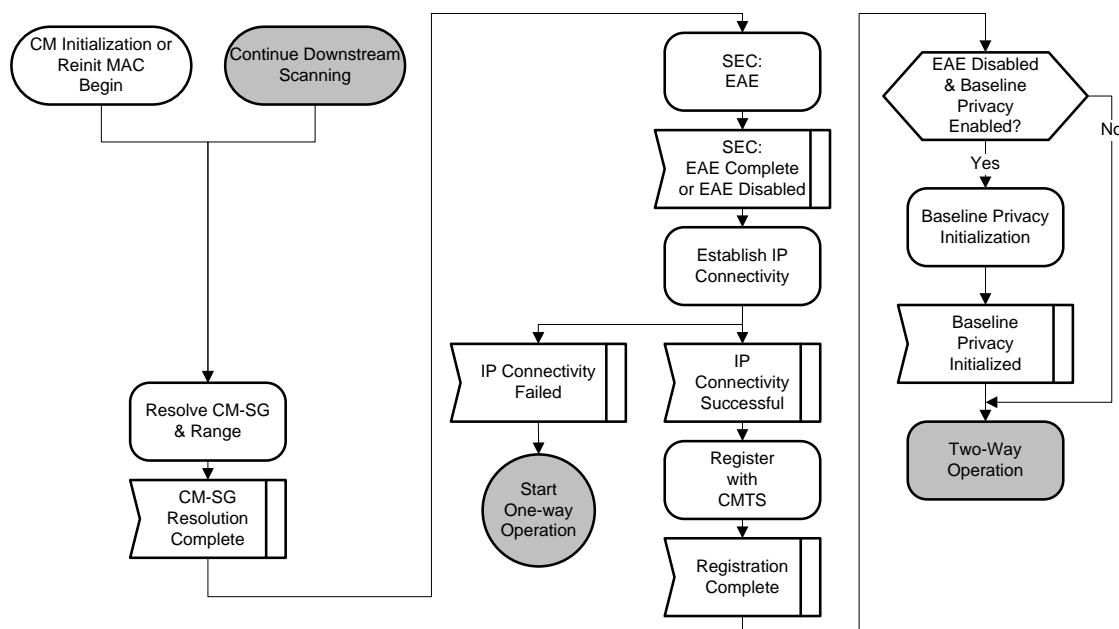 CM Initialization or
Reinit MAC
Begin
Continue Downstream
Scanning
Resolve CM-SG
& Range
CM-SG
Resolution
Complete
SEC:
EAE
SEC:
EAE Complete
or EAE Disabled
Establish IP
Connectivity
IP Connectivity
Failed
Start
One-way
Operation
IP
Connectivity
Successful
Register
with
CMTS
Registration
Complete
EAE Disabled
& Baseline
Privacy
Enabled?
No
Yes
Baseline Privacy
Initialization
Baseline
Privacy
Initialized
Two-Way
Operation